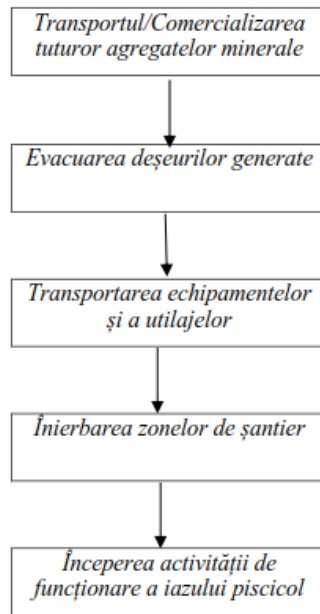 Transportul/Comercializarea
tuturor agregatelor minerale
Evacuarea deșeurilor generate
Transportarea echipamentelor
și a utilajelor
Înierbarea zonelor de șantier
Începerea activității de
funcționare a iazului piscicol